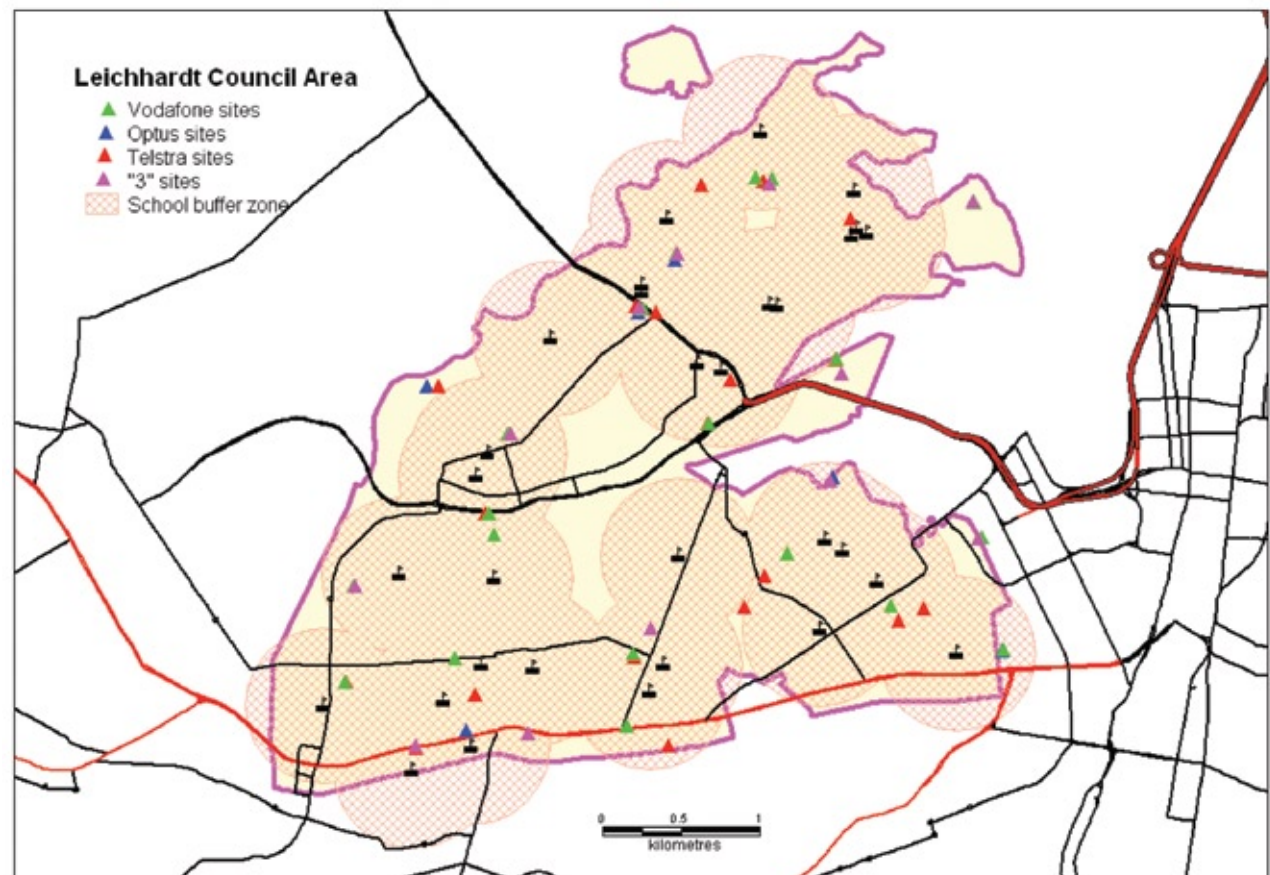 Leichhardt Council Area
Vodafone sites
Optus sites
Telstra sites
"3" sites
School buffer zone
0 0.5 1
kilometres